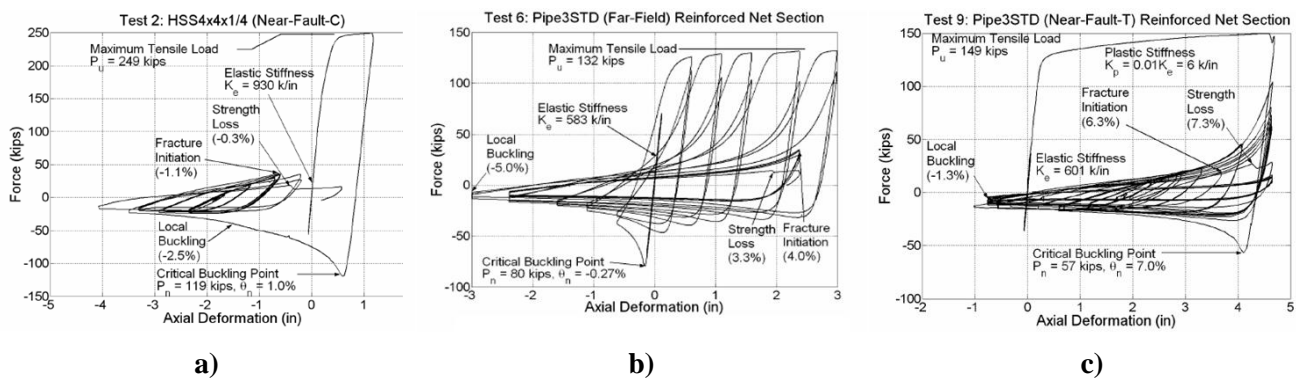 Test 2: HSS4x4x1/4 (Near-Fault-C)
250
200
150
100
50
0
-50
-100
-150
Force (kips)
Maximum Tensile Load
P_u = 249 kips
Elastic Stiffness
K_e = 930 k/in
Strength
Loss
(-0.3%)
Fracture
Initiation
(-1.1%)
Local
Buckling
(-2.5%)
Critical Buckling Point
P_n = 119 kips, θ_n = 1.0%
-5 -4 -3 -2 -1 0 1
Axial Deformation (in)
a)
Test 6: Pipe3STD (Far-Field) Reinforced Net Section
150
100
50
0
-50
-100
Force (kips)
Maximum Tensile Load
P_u = 132 kips
Elastic Stiffness
K_e = 583 k/in
Local
Buckling
(-5.0%)
Strength
Loss
(3.3%)
Fracture
Initiation
(4.0%)
Critical Buckling Point
P_n = 80 kips, θ_n = -0.27%
-3 -2 -1 0 1 2 3
Axial Deformation (in)
b)
Test 9: Pipe3STD (Near-Fault-T) Reinforced Net Section
150
100
50
0
-50
-100
Force (kips)
Maximum Tensile Load
P_u = 149 kips
Plastic Stiffness
K_p = 0.01K_e = 6 k/in
Fracture
Initiation
(6.3%)
Strength
Loss
(7.3%)
Local
Buckling
(-1.3%)
Elastic Stiffness
K_e = 601 k/in
Critical Buckling Point
P_n = 57 kips, θ_n = 7.0%
-2 -1 0 1 2 3 4 5
Axial Deformation (in)
c)